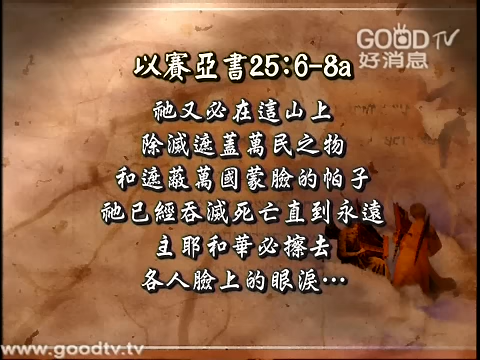 GOOD TV
好消息
以賽亞書25:6-8a
祂又必在這山上
除滅遮蓋萬民之物
和遮蔽萬國蒙臉的帕子
祂已經吞滅死亡直到永遠
主耶和華必擦去
各人臉上的眼淚…
www.goodtv.tv